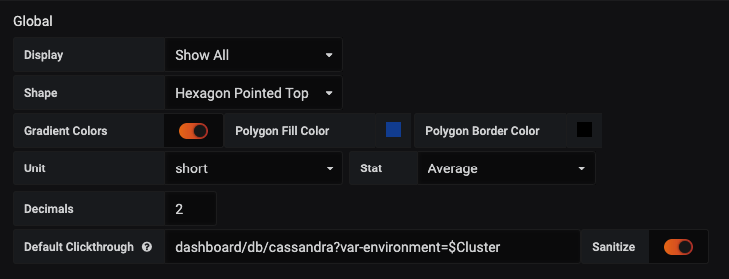 Global
Display Show All
Shape Hexagon Pointed Top
Gradient Colors Polygon Fill Color Polygon Border Color
Unit short Stat Average
Decimals 2
Default Clickthrough ? dashboard/db/cassandra?var-environment=$Cluster Sanitize